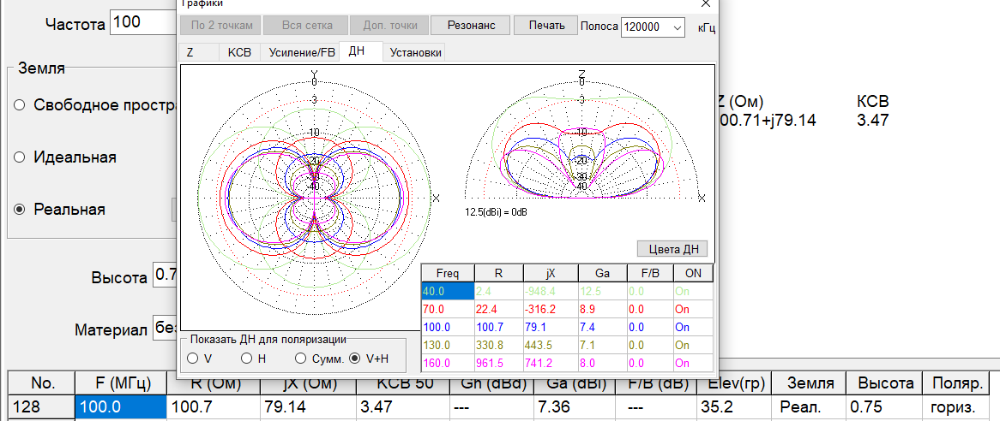 Графики
Частота 100
По 2 точкам Вся сетка Доп. точки Резонанс Печать Полоса 120000 кГц
Z КСВ Усиление/FB ДН Установки
Земля
Свободное простра
Идеальная
Реальная
Высота 0.7
Материал без
Y
0
-3
-10
-20
-30
-40
X
Z
0
-3
-10
-20
-30
-40
X
12.5(dBi) = 0dB
Z (Ом) КСВ
00.71+j79.14 3.47
Цвета ДН
Freq R jX Ga F/B ON
40.0 2.4 -948.4 12.5 0.0 On
70.0 22.4 -316.2 8.9 0.0 On
100.0 100.7 79.1 7.4 0.0 On
130.0 330.8 443.5 7.1 0.0 On
160.0 961.5 741.2 8.0 0.0 On
Показать ДН для поляризации
V H Сумм. V+H
No. F (МГц) R (Ом) jX (Ом) КСВ 50 Gh (dBd) Ga (dBi) F/B (dB) Elev(гр) Земля Высота Поляр.
128 100.0 100.7 79.14 3.47 --- 7.36 --- 35.2 Реал. 0.75 гориз.